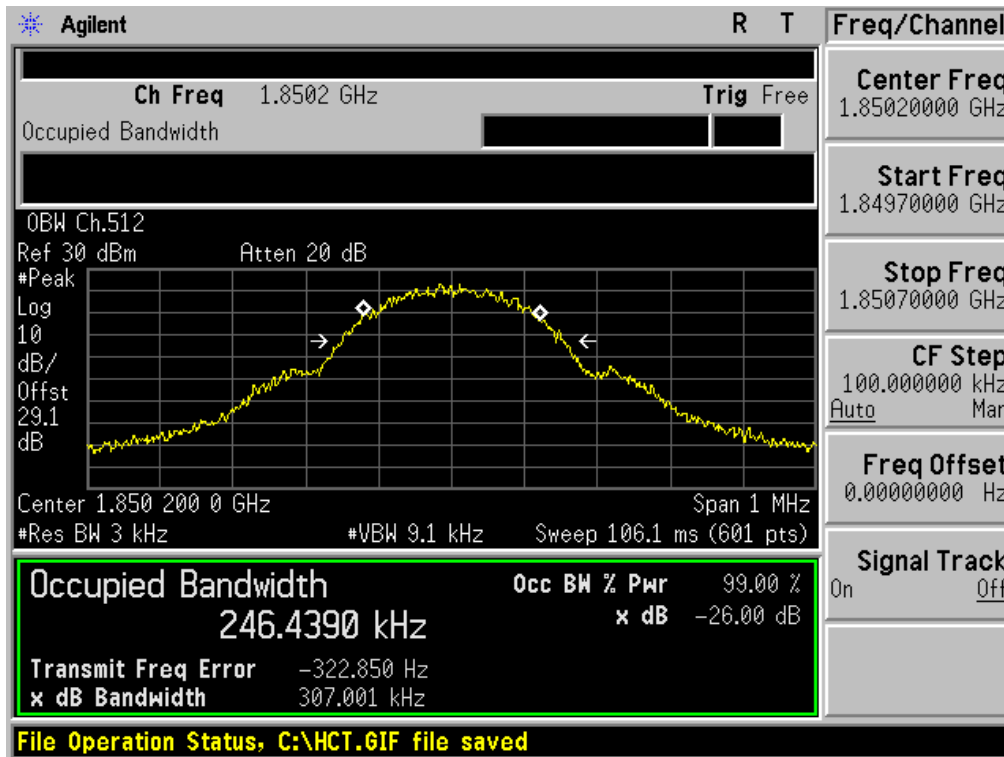 Agilent
R T
Freq/Channel
Ch Freq 1.8502 GHz
Trig Free
Occupied Bandwidth
OBW Ch.512
Ref 30 dBm
Atten 20 dB
#Peak
Log
10
dB/
Offst
29.1
dB
Center 1.850 200 0 GHz
Span 1 MHz
#Res BW 3 kHz
#VBW 9.1 kHz
Sweep 106.1 ms (601 pts)
Occupied Bandwidth
246.4390 kHz
Occ BW % Pwr 99.00 %
x dB -26.00 dB
Transmit Freq Error -322.850 Hz
x dB Bandwidth 307.001 kHz
File Operation Status, C:\HCT.GIF file saved
Center Freq
1.85020000 GHz
Start Freq
1.84970000 GHz
Stop Freq
1.85070000 GHz
CF Step
100.000000 kHz
Auto Man
Freq Offset
0.00000000 Hz
Signal Track
On Off